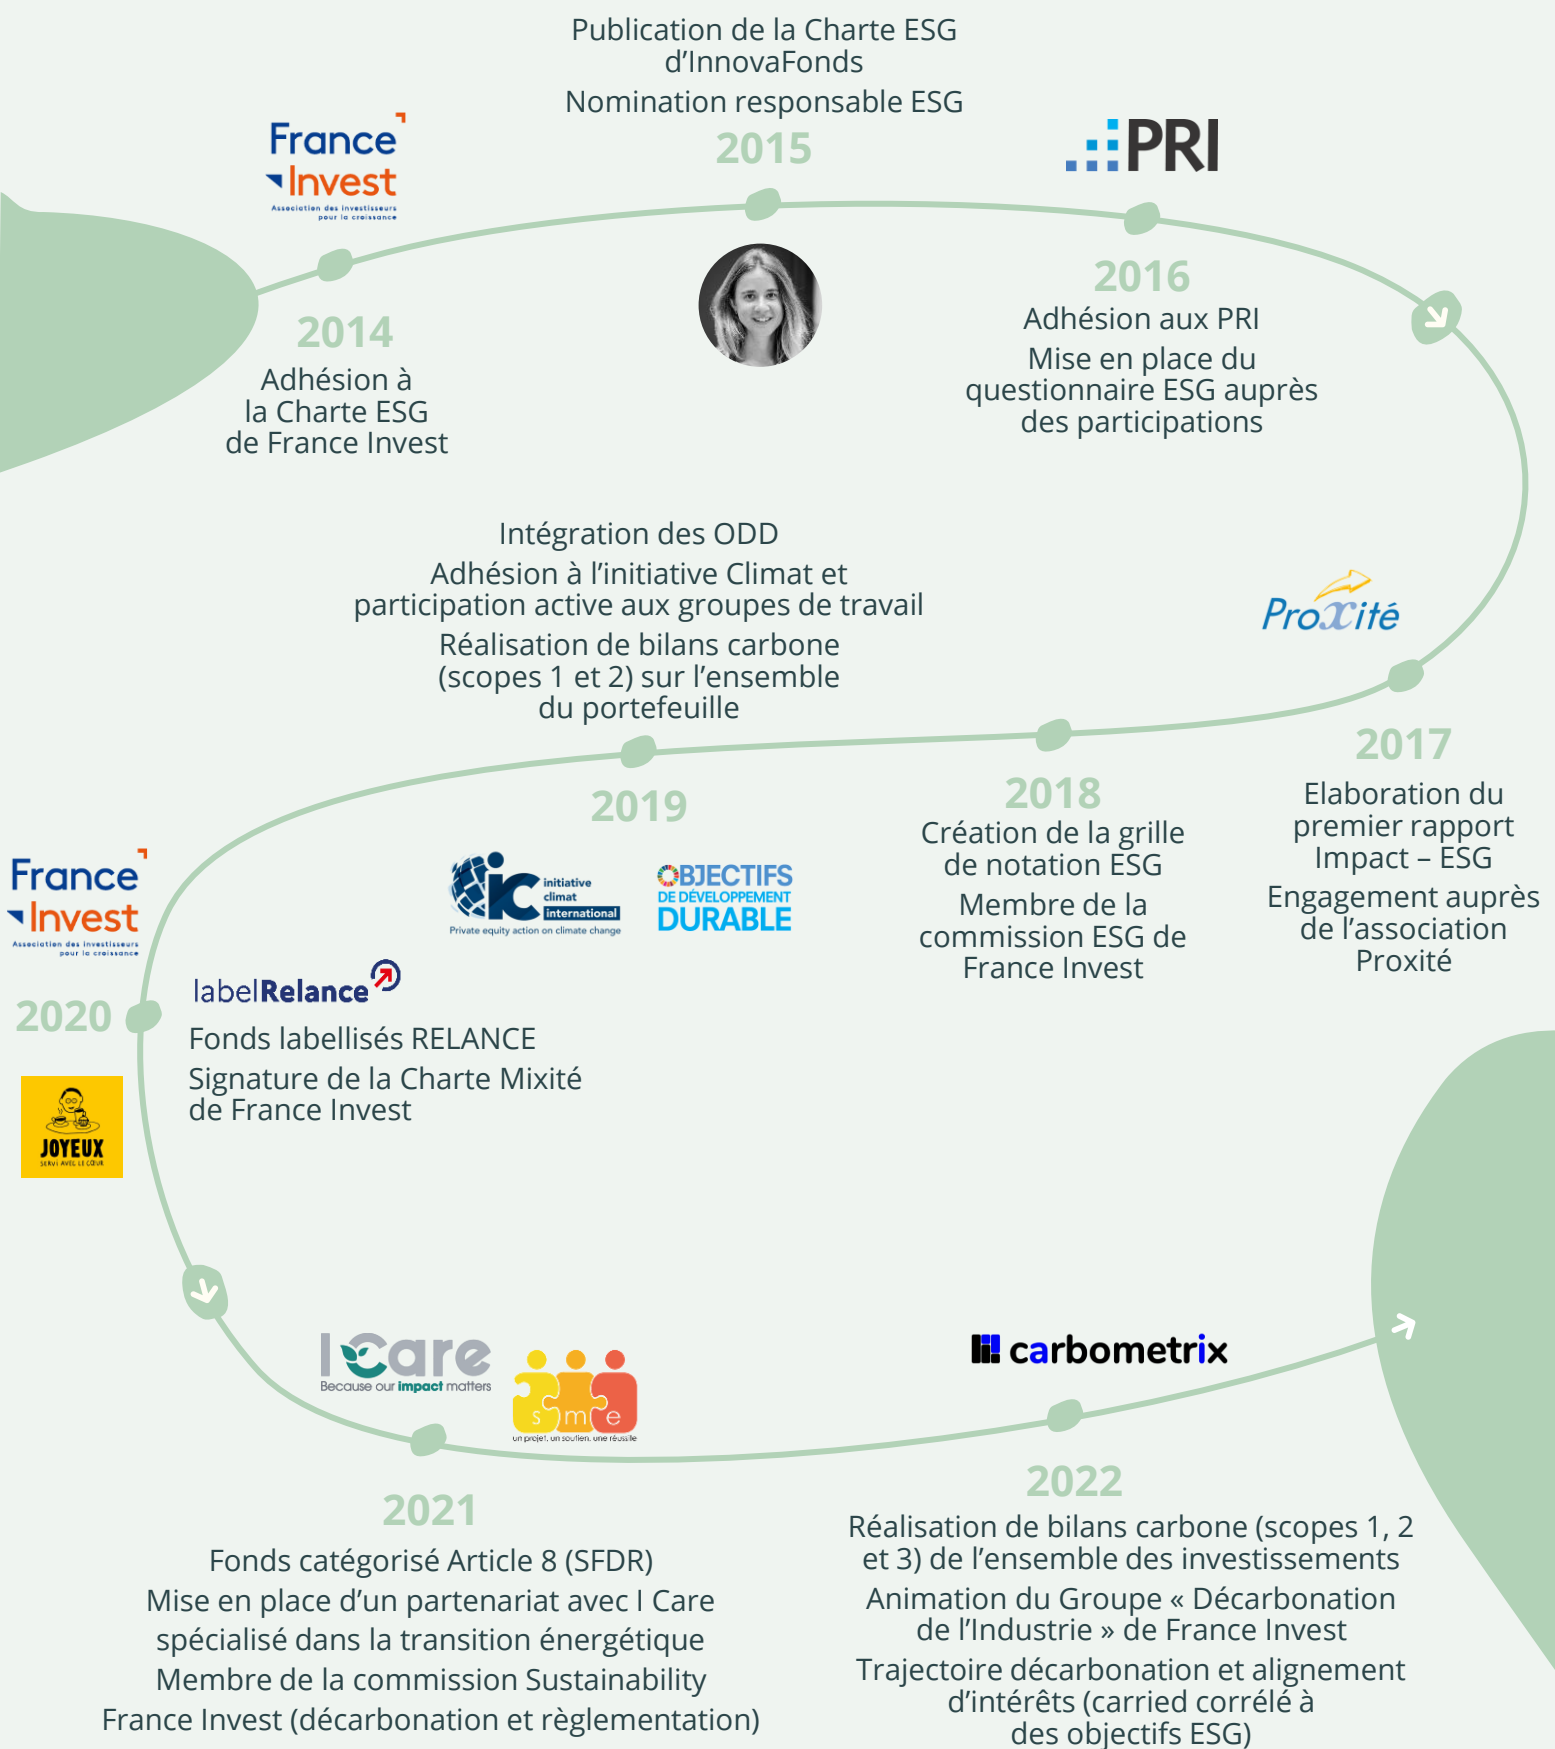 Publication de la Charte ESG
d’InnovaFonds
Nomination responsable ESG
2015
France
Invest
Association des investisseurs
pour la croissance
2014
Adhésion à
la Charte ESG
de France Invest
PRI
2016
Adhésion aux PRI
Mise en place du
questionnaire ESG auprès
des participations
Proxité
2017
Elaboration du
premier rapport
Impact – ESG
Engagement auprès
de l’association
Proxité
2018
Création de la grille
de notation ESG
Membre de la
commission ESG de
France Invest
Intégration des ODD
Adhésion à l’initiative Climat et
participation active aux groupes de travail
Réalisation de bilans carbone
(scopes 1 et 2) sur l’ensemble
du portefeuille
2019
iC
initiative
climat
international
Private equity action on climate change
OBJECTIFS
DE DÉVELOPPEMENT
DURABLE
France
Invest
Association des investisseurs
pour la croissance
2020
labelRelance
Fonds labellisés RELANCE
Signature de la Charte Mixité
de France Invest
JOYEUX
SERVI AVEC LE CŒUR
I Care
Because our impact matters
sme
un projet, un soutien, une réussite
2021
Fonds catégorisé Article 8 (SFDR)
Mise en place d’un partenariat avec I Care
spécialisé dans la transition énergétique
Membre de la commission Sustainability
France Invest (décarbonation et règlementation)
carbometrix
2022
Réalisation de bilans carbone (scopes 1, 2
et 3) de l’ensemble des investissements
Animation du Groupe « Décarbonation
de l’Industrie » de France Invest
Trajectoire décarbonation et alignement
d’intérêts (carried corrélé à
des objectifs ESG)